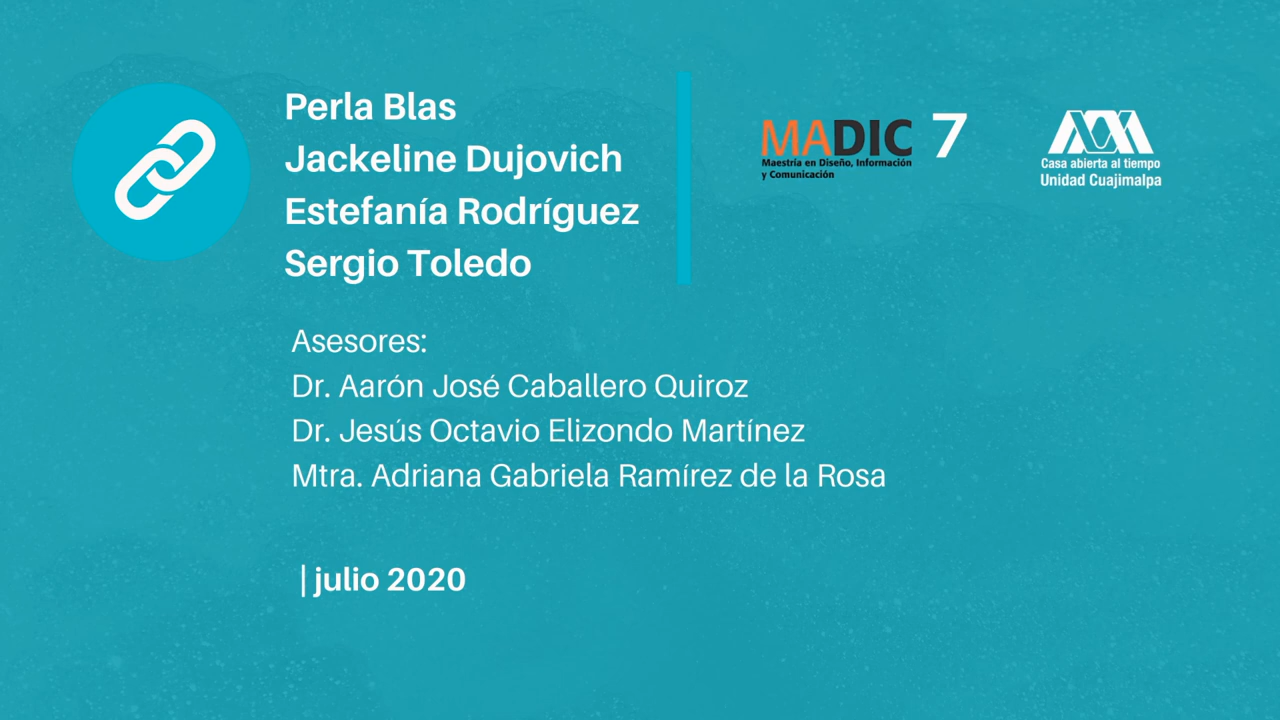 Perla Blas
Jackeline Dujovich
Estefanía Rodríguez
Sergio Toledo
MADIC 7
Maestría en Diseño, Información
y Comunicación
Casa abierta al tiempo
Unidad Cuajimalpa
Asesores:
Dr. Aarón José Caballero Quiroz
Dr. Jesús Octavio Elizondo Martínez
Mtra. Adriana Gabriela Ramírez de la Rosa
| julio 2020